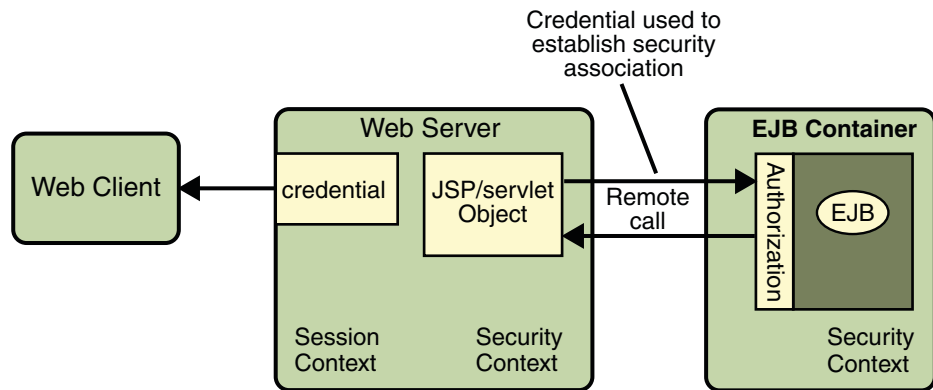 Credential used to
establish security
association
Web Server
EJB Container
Web Client
credential
JSP/servlet
Object
Remote
call
Authorization
EJB
Session
Context
Security
Context
Security
Context